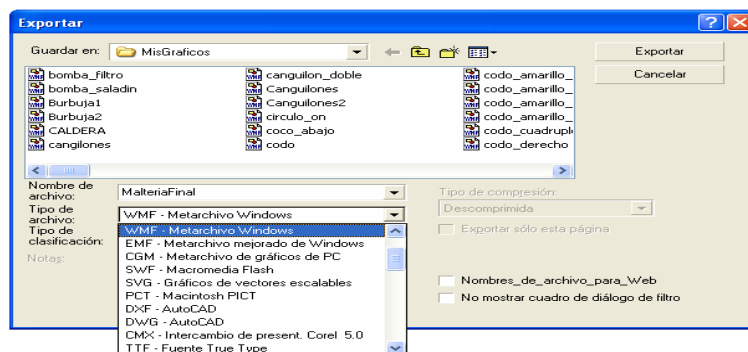 Exportar
Guardar en: MisGraficos
Exportar
Cancelar
bomba_filtro canguilon_doble codo_amarillo_
bomba_saladin Canguilones codo_amarillo_
Burbuja1 Canguilones2 codo_amarillo_
Burbuja2 circulo_on codo_amarillo_
CALDERA coco_abajo codo_cuadruple
cangilones codo codo_derecho
Nombre de archivo: MalteriaFinal
Tipo de archivo: WMF - Metarchivo Windows
Tipo de clasificación:
Notas:
WMF - Metarchivo Windows
EMF - Metarchivo mejorado de Windows
CGM - Metarchivo de gráficos de PC
SWF - Macromedia Flash
SVG - Gráficos de vectores escalables
PCT - Macintosh PICT
DXF - AutoCAD
DWG - AutoCAD
CMX - Intercambio de present. Corel 5.0
TTF - Fuente True Type
Tipo de compresión:
Descomprimida
Exportar sólo esta página
Nombres_de_archivo_para_Web
No mostrar cuadro de diálogo de filtro